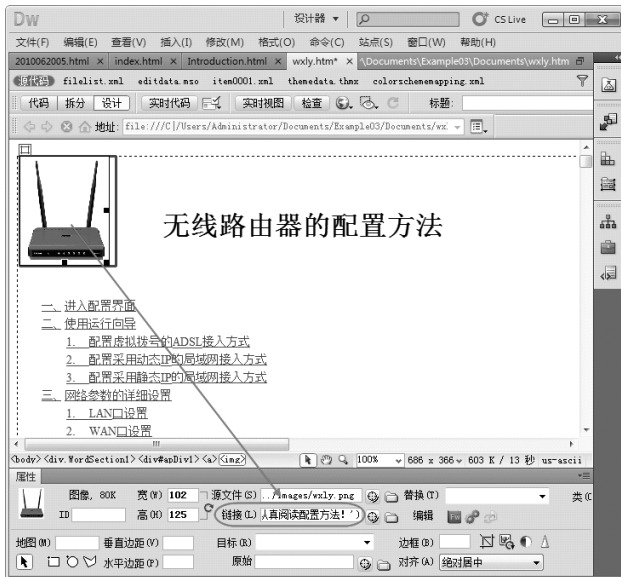 Dw
设计器
CS Live
文件(F) 编辑(E) 查看(V) 插入(I) 修改(M) 格式(O) 命令(C) 站点(S) 窗口(W) 帮助(H)
2010062.html × index.html × Introduction.html × wxly.htm* × \Documents\Example03\Documents\wxly.htm
源代码 filelist.xml editdata.mso item0001.xml themedata.thmx colorschememapping.xml
代码 拆分 设计 实时代码 实时视图 检查 标题:
地址: file:///C|/Users/Administrator/Documents/Example03/Documents/wx
无线路由器的配置方法
一、进入配置界面
二、使用运行向导
1. 配置虚拟拨号的ADSL接入方式
2. 配置采用动态IP的局域网接入方式
3. 配置采用静态IP的局域网接入方式
三、网络参数的详细设置
1. LAN口设置
2. WAN口设置
<body> <div.WordSection1> <div#apDiv1> <a> <img> 100% 686 x 366 603 K / 13 秒 us-ascii
属性
图像, 80K 宽(W) 102 源文件(S) ../images/wxly.png 替换(T) 类(C
ID 高(H) 125 链接(L) 人真阅读配置方法!') 编辑
地图(M) 垂直边距(V) 目标(R) 边框(B)
水平边距(P) 原始 对齐(A) 绝对居中